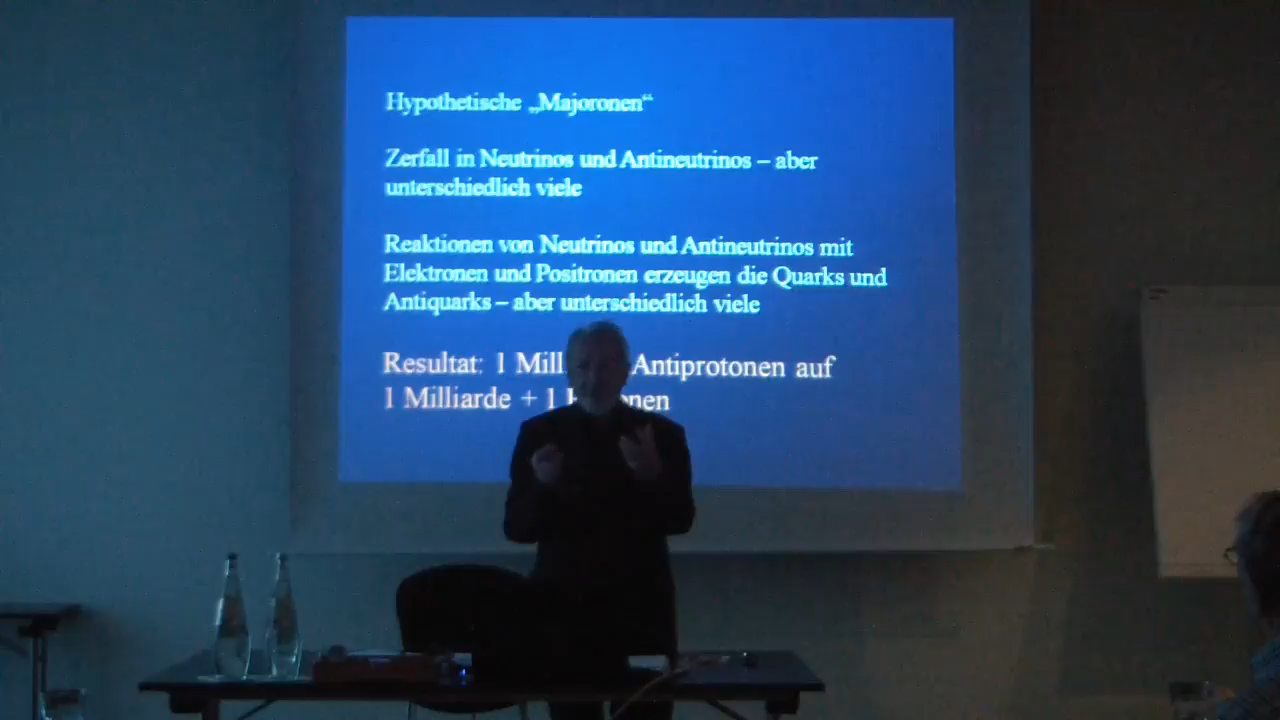 Hypothetische „Majoronen“
Zerfall in Neutrinos und Antineutrinos – aber
unterschiedlich viele
Reaktionen von Neutrinos und Antineutrinos mit
Elektronen und Positronen erzeugen die Quarks und
Antiquarks – aber unterschiedlich viele
Resultat: 1 Antiprotonen auf
1 Milliarde + 1